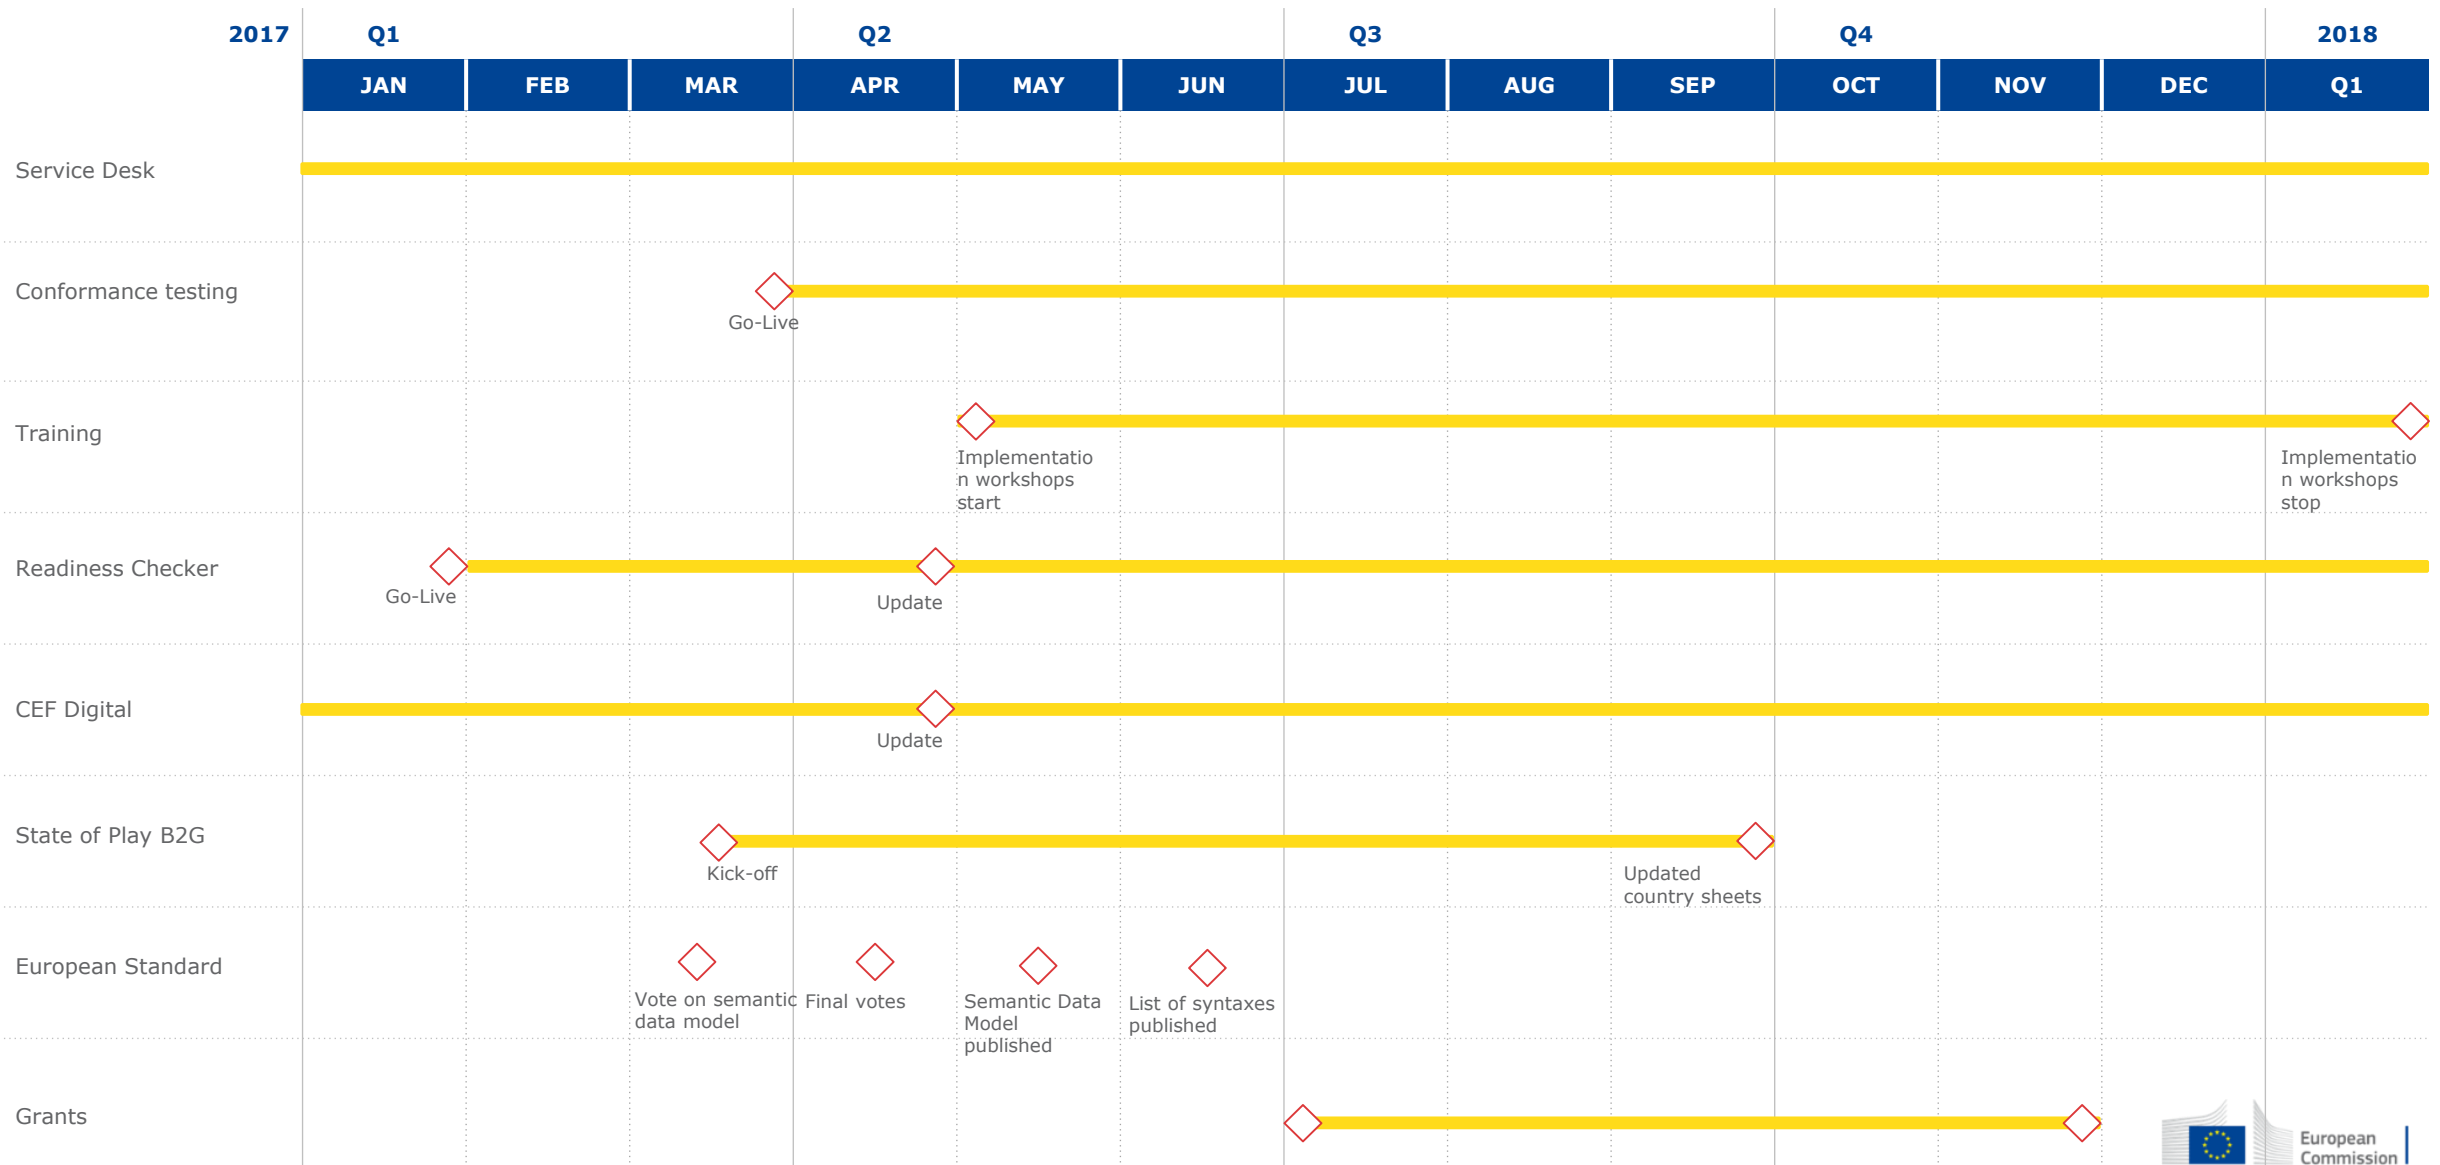 2017 Q1 Q2 Q3 Q4 2018
JAN FEB MAR APR MAY JUN JUL AUG SEP OCT NOV DEC Q1
Service Desk
Conformance testing
Go-Live
Training
Implementatio
n workshops
start
Implementatio
n workshops
stop
Readiness Checker
Go-Live
Update
CEF Digital
Update
State of Play B2G
Kick-off
Updated
country sheets
European Standard
Vote on semantic
data model
Final votes
Semantic Data
Model
published
List of syntaxes
published
Grants
European
Commission